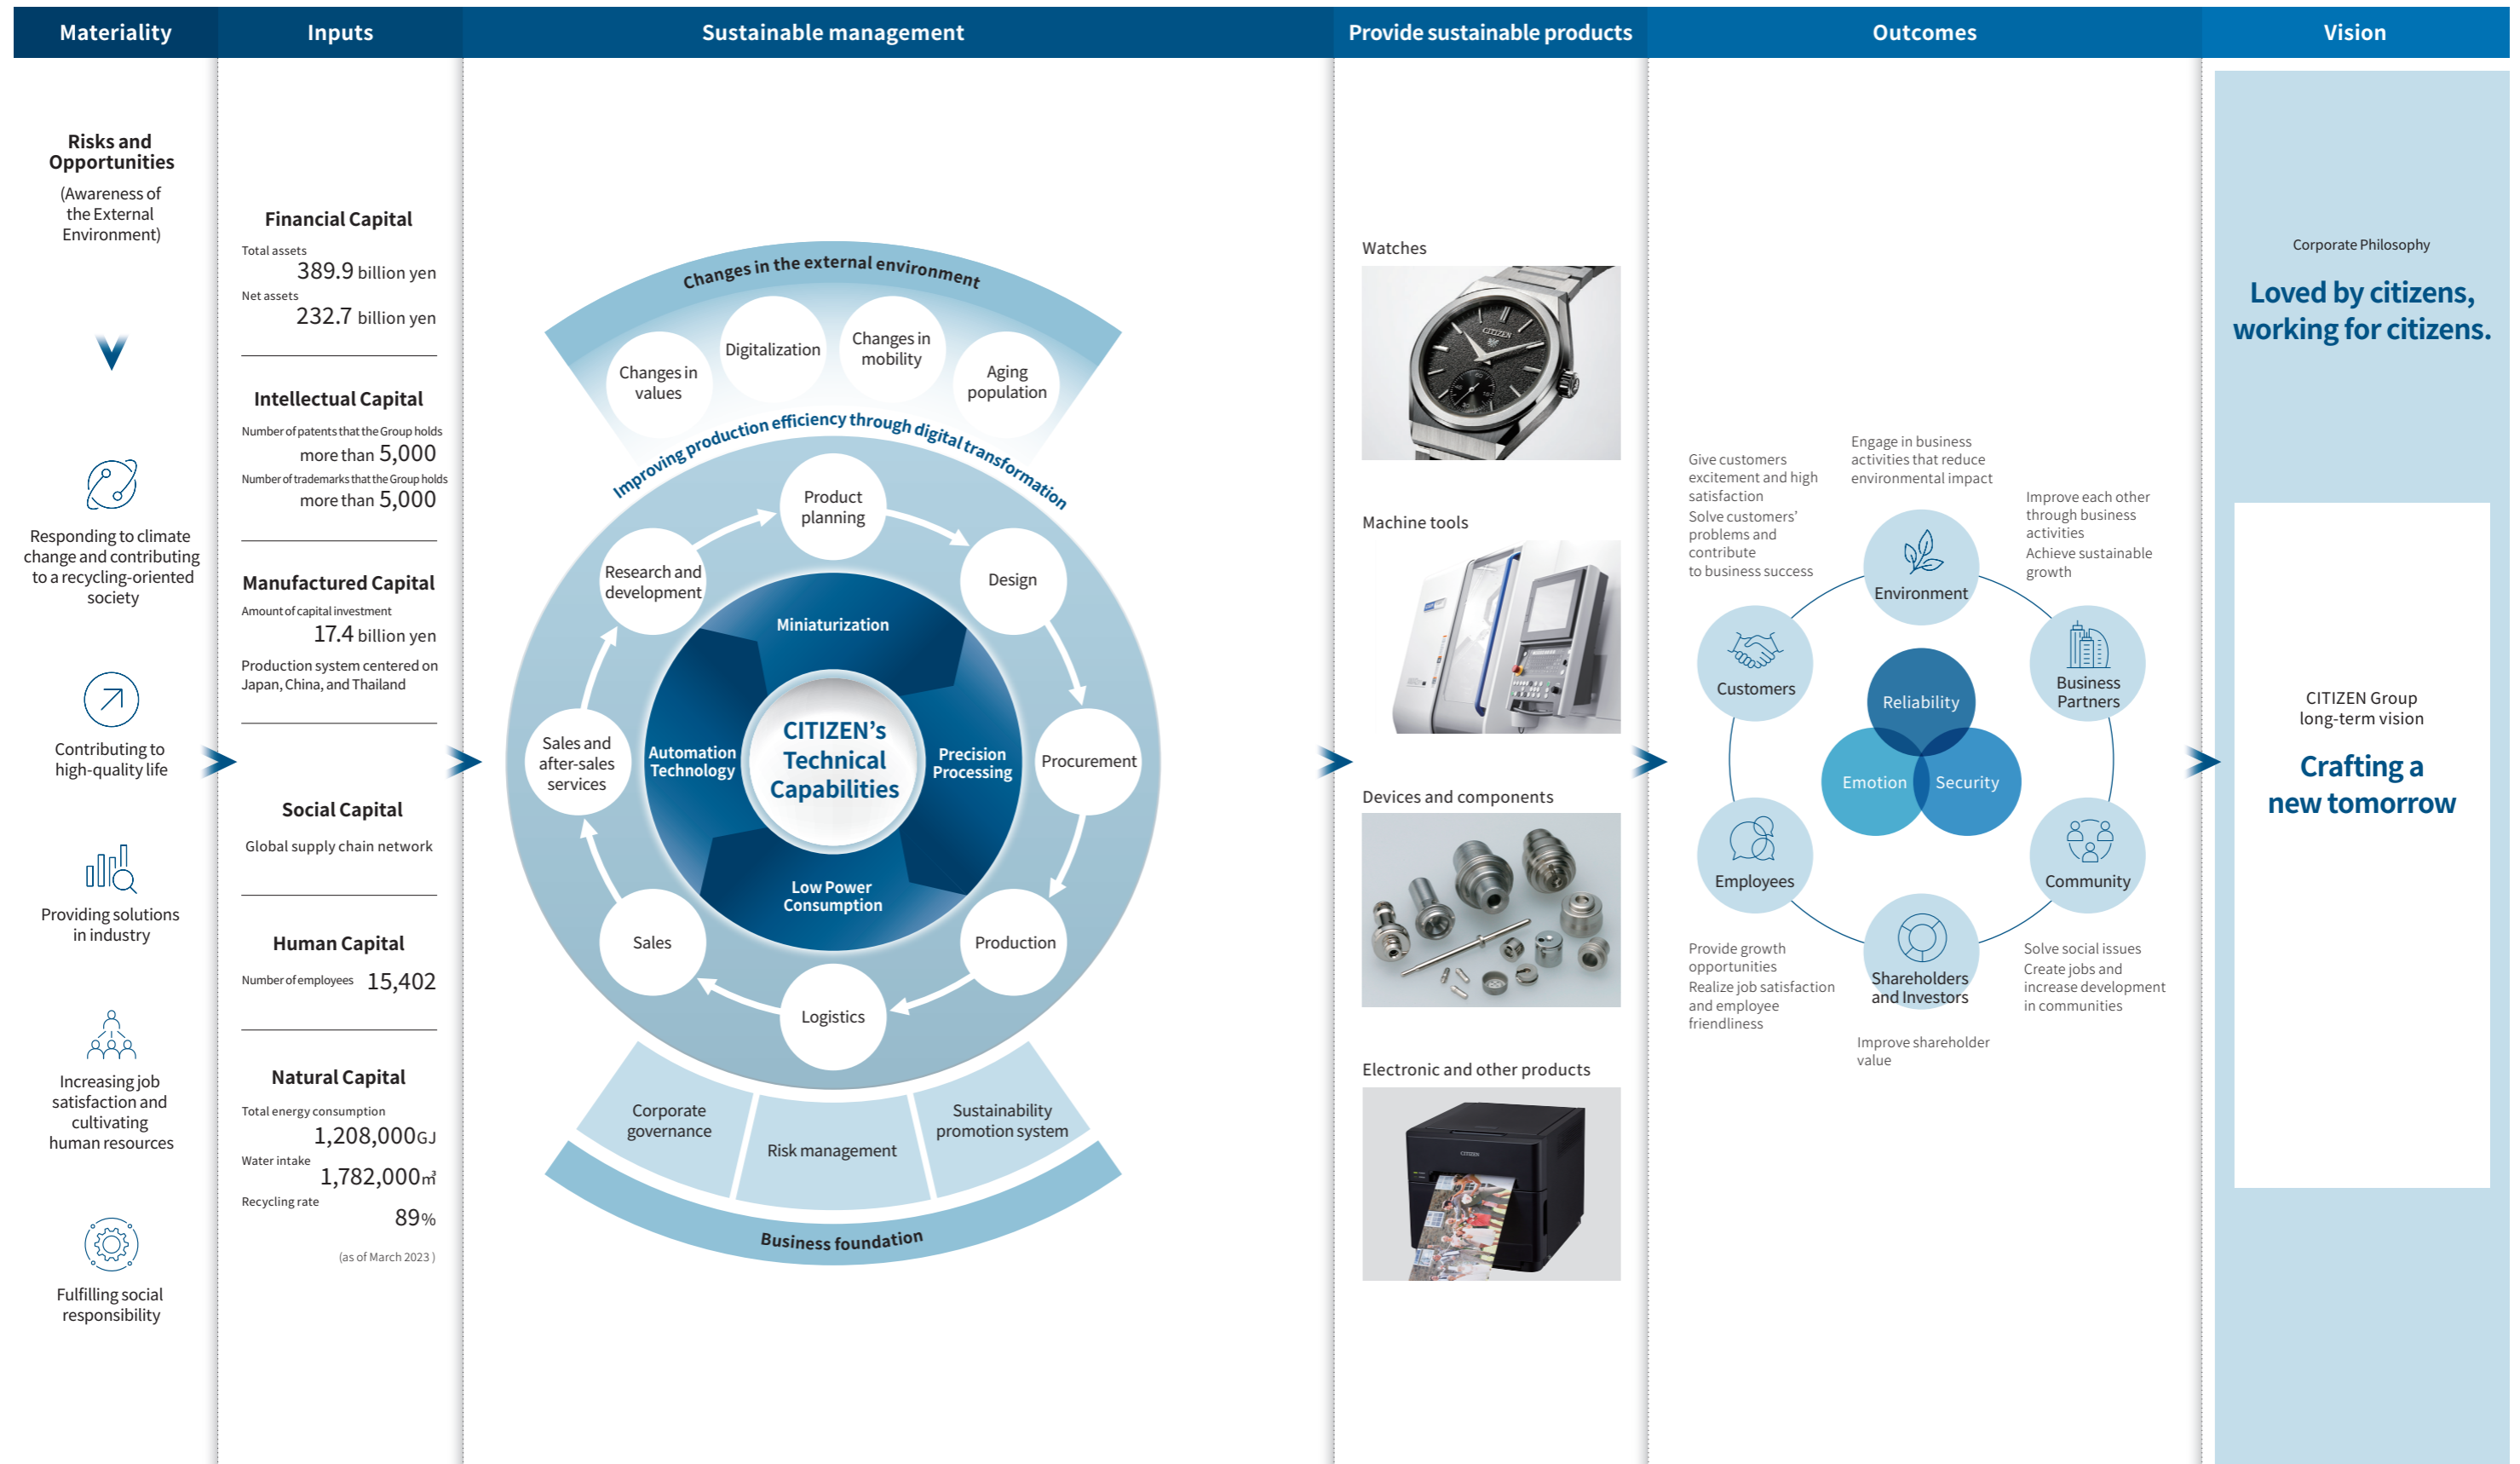 Materiality
Inputs
Sustainable management
Provide sustainable products
Outcomes
Vision
Risks and
Opportunities
(Awareness of
the External
Environment)
Responding to climate
change and contributing
to a recycling-oriented
society
Contributing to
high-quality life
Providing solutions
in industry
Increasing job
satisfaction and
cultivating
human resources
Fulfilling social
responsibility
Financial Capital
Total assets
389.9 billion yen
Net assets
232.7 billion yen
Intellectual Capital
Number of patents that the Group holds
more than 5,000
Number of trademarks that the Group holds
more than 5,000
Manufactured Capital
Amount of capital investment
17.4 billion yen
Production system centered on
Japan, China, and Thailand
Social Capital
Global supply chain network
Human Capital
Number of employees 15,402
Natural Capital
Total energy consumption
1,208,000GJ
Water intake
1,782,000㎥
Recycling rate
89%
(as of March 2023 )
Changes in the external environment
Changes in
values
Digitalization
Changes in
mobility
Aging
population
Improving production efficiency through digital transformation
Product
planning
Design
Procurement
Production
Logistics
Sales
Sales and
after-sales
services
Research and
development
Miniaturization
Precision
Processing
Low Power
Consumption
Automation
Technology
CITIZEN's
Technical
Capabilities
Corporate
governance
Risk management
Sustainability
promotion system
Business foundation
Watches
CITIZEN
Machine tools
Devices and components
Electronic and other products
CITIZEN
Give customers
excitement and high
satisfaction
Solve customers'
problems and
contribute
to business success
Engage in business
activities that reduce
environmental impact
Improve each other
through business
activities
Achieve sustainable
growth
Environment
Customers
Business
Partners
Reliability
Emotion
Security
Employees
Community
Shareholders
and Investors
Provide growth
opportunities
Realize job satisfaction
and employee
friendliness
Improve shareholder
value
Solve social issues
Create jobs and
increase development
in communities
Corporate Philosophy
Loved by citizens,
working for citizens.
CITIZEN Group
long-term vision
Crafting a
new tomorrow